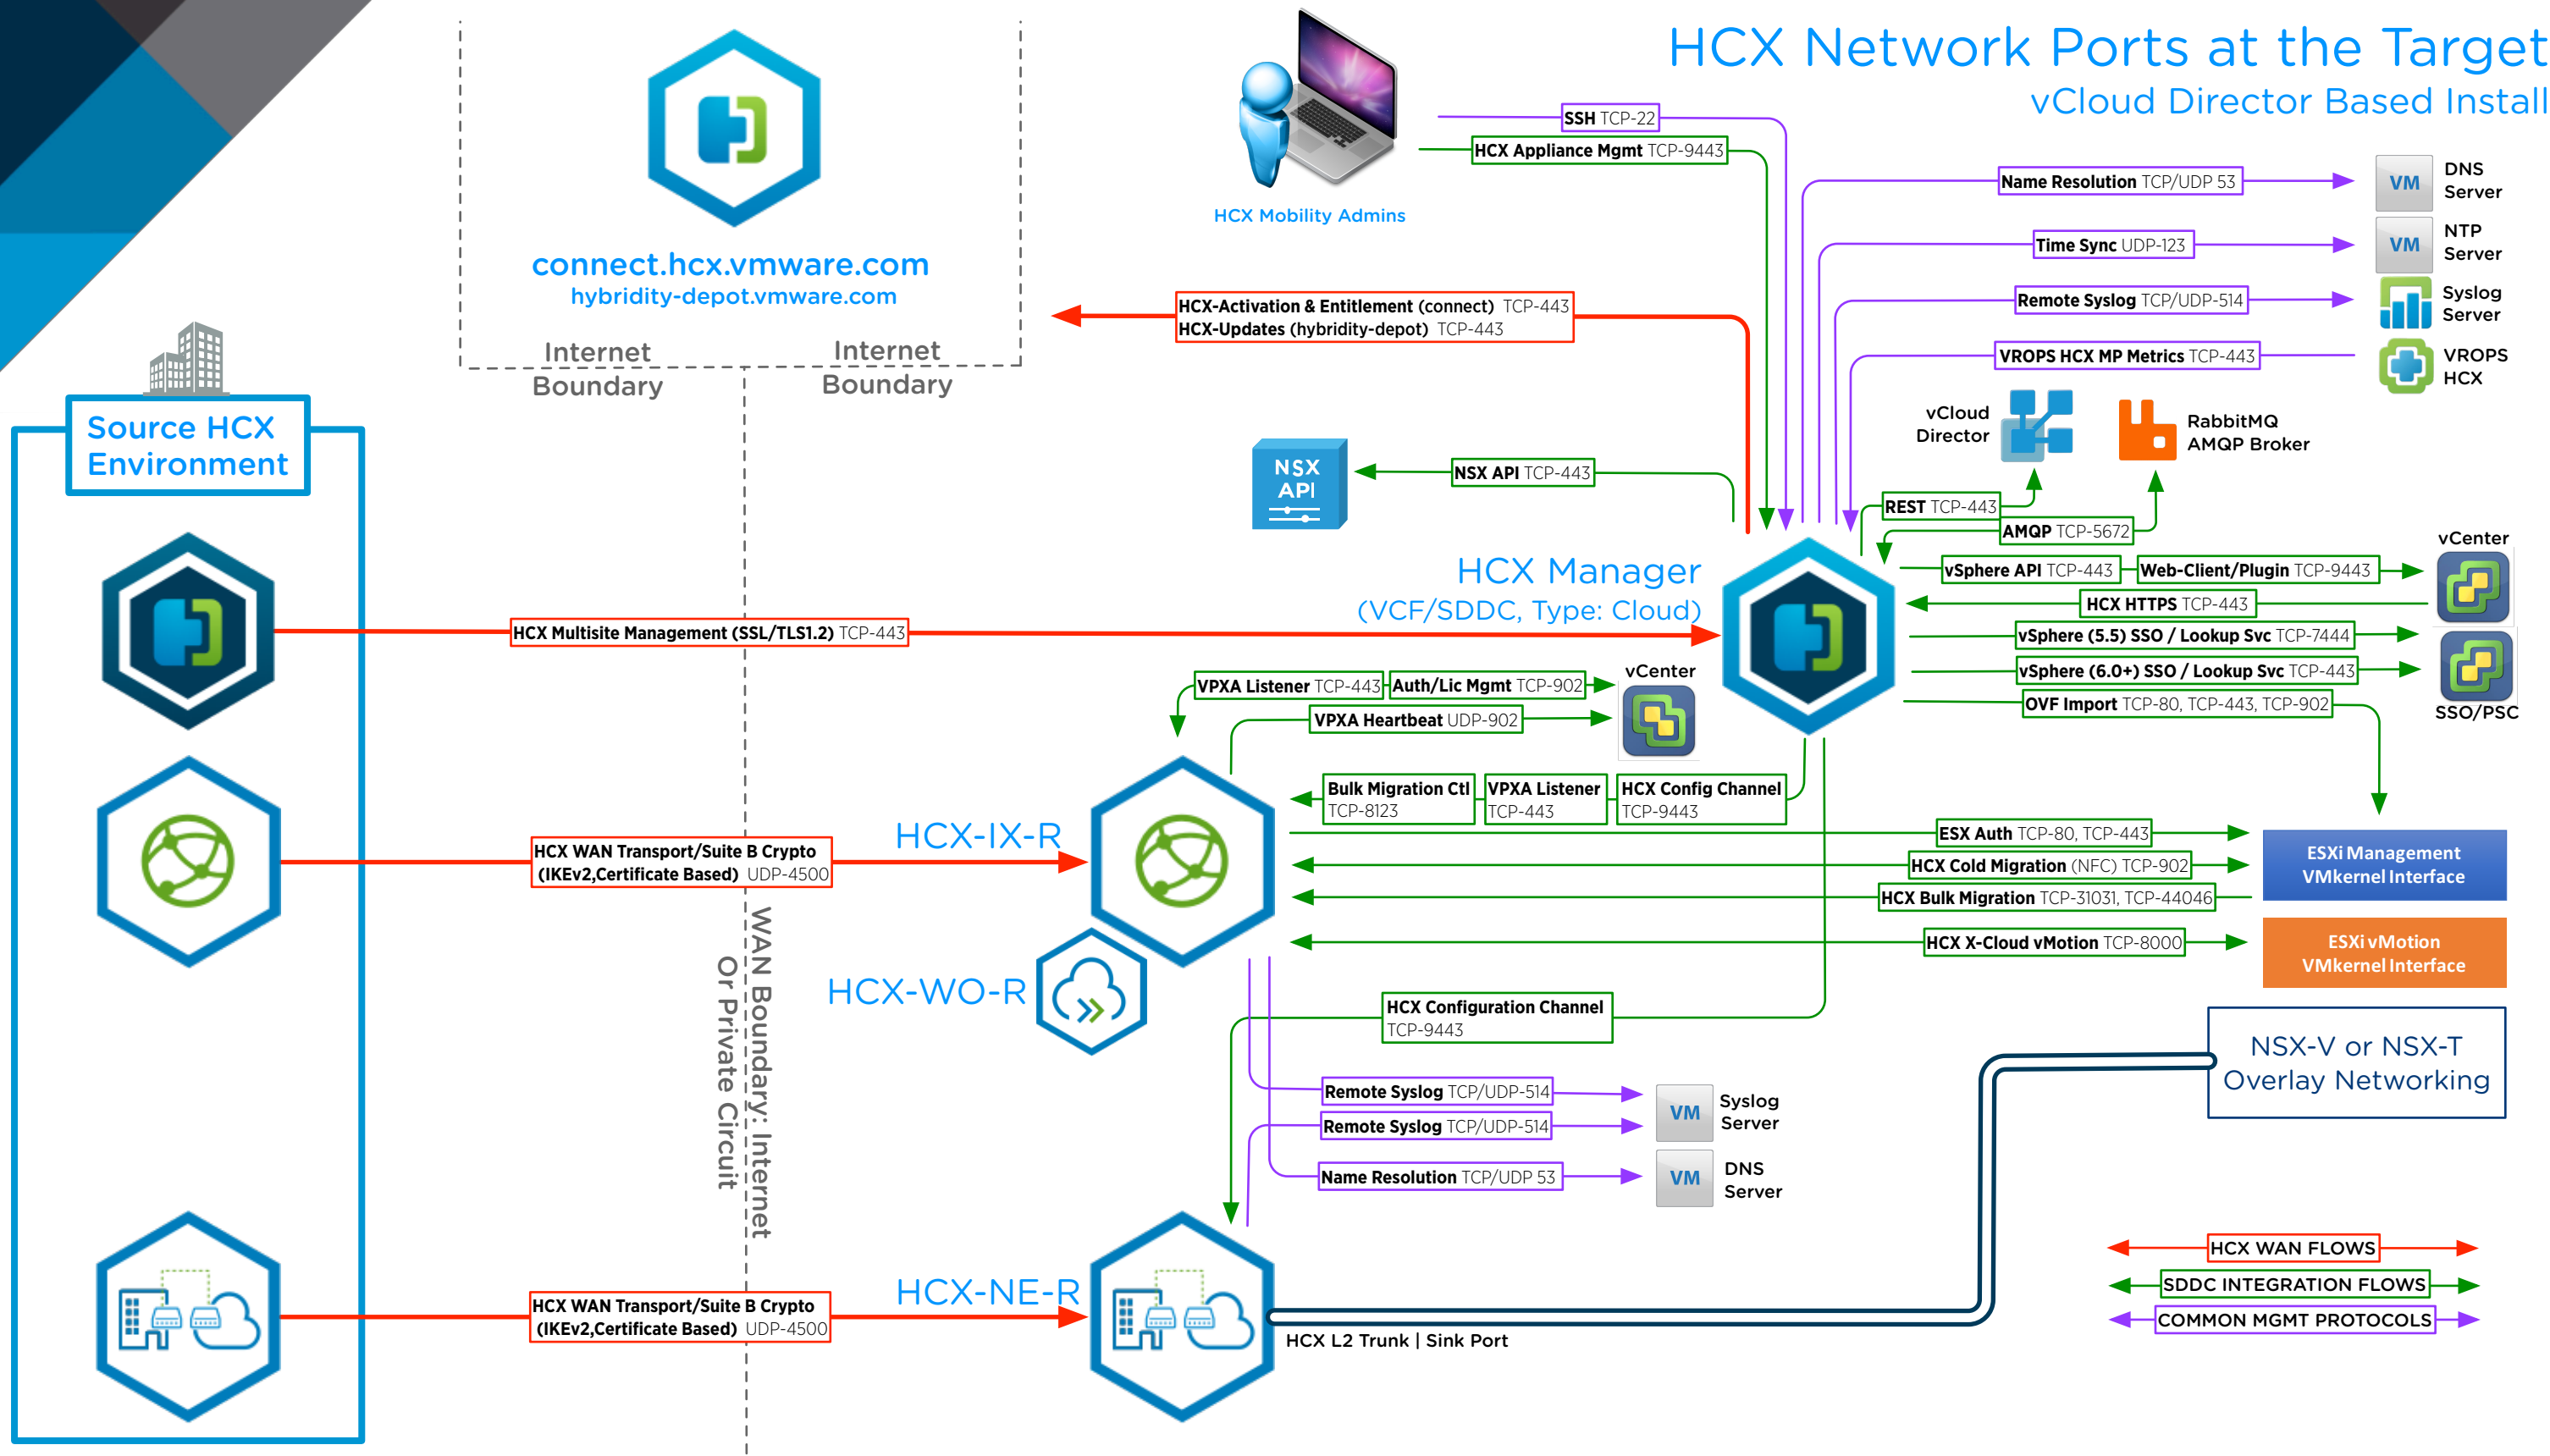 HCX Network Ports at the Target
vCloud Director Based Install
connect.hcx.vmware.com
hybridity-depot.vmware.com
Internet
Boundary
Internet
Boundary
HCX Mobility Admins
SSH TCP-22
HCX Appliance Mgmt TCP-9443
HCX-Activation & Entitlement (connect) TCP-443
HCX-Updates (hybridity-depot) TCP-443
Name Resolution TCP/UDP 53
VM
DNS
Server
Time Sync UDP-123
VM
NTP
Server
Remote Syslog TCP/UDP-514
Syslog
Server
VROPS HCX MP Metrics TCP-443
VROPS
HCX
vCloud
Director
RabbitMQ
AMQP Broker
Source HCX
Environment
NSX
API
NSX API TCP-443
REST TCP-443
AMQP TCP-5672
vCenter
vSphere API TCP-443
Web-Client/Plugin TCP-9443
HCX HTTPS TCP-443
vSphere (5.5) SSO / Lookup Svc TCP-7444
vSphere (6.0+) SSO / Lookup Svc TCP-443
OVF Import TCP-80, TCP-443, TCP-902
SSO/PSC
HCX Manager
(VCF/SDDC, Type: Cloud)
HCX Multisite Management (SSL/TLS1.2) TCP-443
VPXA Listener TCP-443
Auth/Lic Mgmt TCP-902
VPXA Heartbeat UDP-902
vCenter
Bulk Migration Ctl
TCP-8123
VPXA Listener
TCP-443
HCX Config Channel
TCP-9443
HCX-IX-R
HCX WAN Transport/Suite B Crypto
(IKEv2,Certificate Based) UDP-4500
ESX Auth TCP-80, TCP-443
HCX Cold Migration (NFC) TCP-902
HCX Bulk Migration TCP-31031, TCP-44046
ESXi Management
VMkernel Interface
HCX X-Cloud vMotion TCP-8000
ESXi vMotion
VMkernel Interface
HCX-WO-R
WAN Boundary: Internet
Or Private Circuit
HCX Configuration Channel
TCP-9443
NSX-V or NSX-T
Overlay Networking
Remote Syslog TCP/UDP-514
Remote Syslog TCP/UDP-514
VM
Syslog
Server
Name Resolution TCP/UDP 53
VM
DNS
Server
HCX-NE-R
HCX WAN Transport/Suite B Crypto
(IKEv2,Certificate Based) UDP-4500
HCX L2 Trunk | Sink Port
HCX WAN FLOWS
SDDC INTEGRATION FLOWS
COMMON MGMT PROTOCOLS